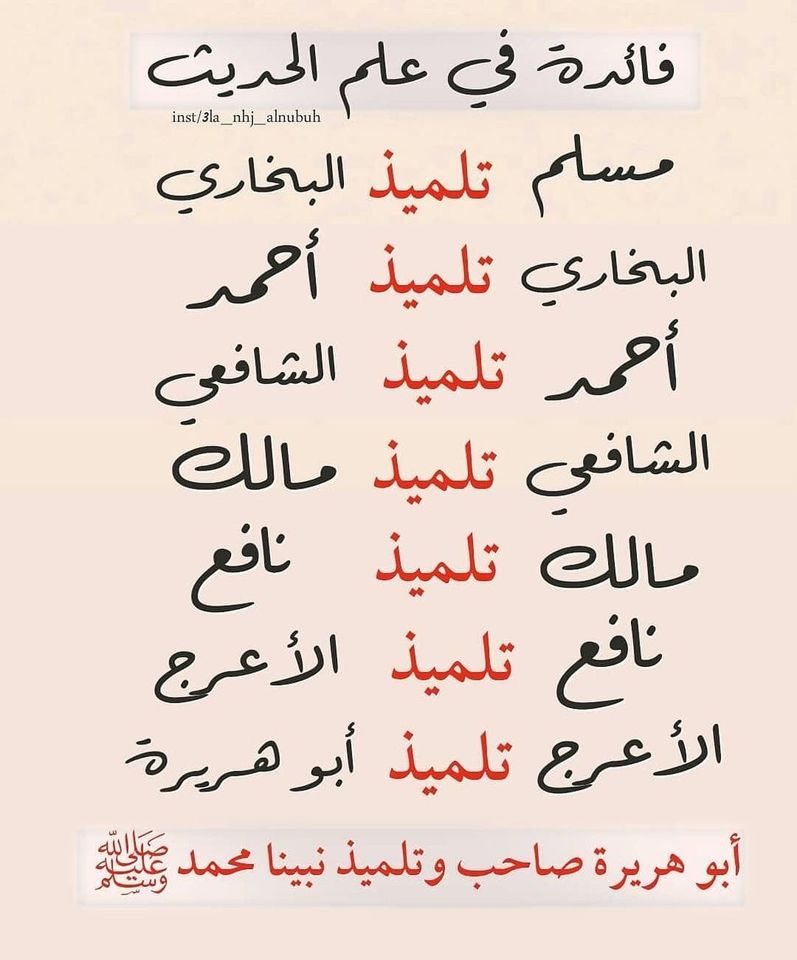 فائدة في علم الحديث
inst/3la_nhj_alnubuh
مسلم تلميذ البخاري
البخاري تلميذ أحمد
أحمد تلميذ الشافعي
الشافعي تلميذ مالك
مالك تلميذ نافع
نافع تلميذ الأعرج
الأعرج تلميذ أبو هريرة
أبو هريرة صاحب وتلميذ نبينا محمد ﷺ